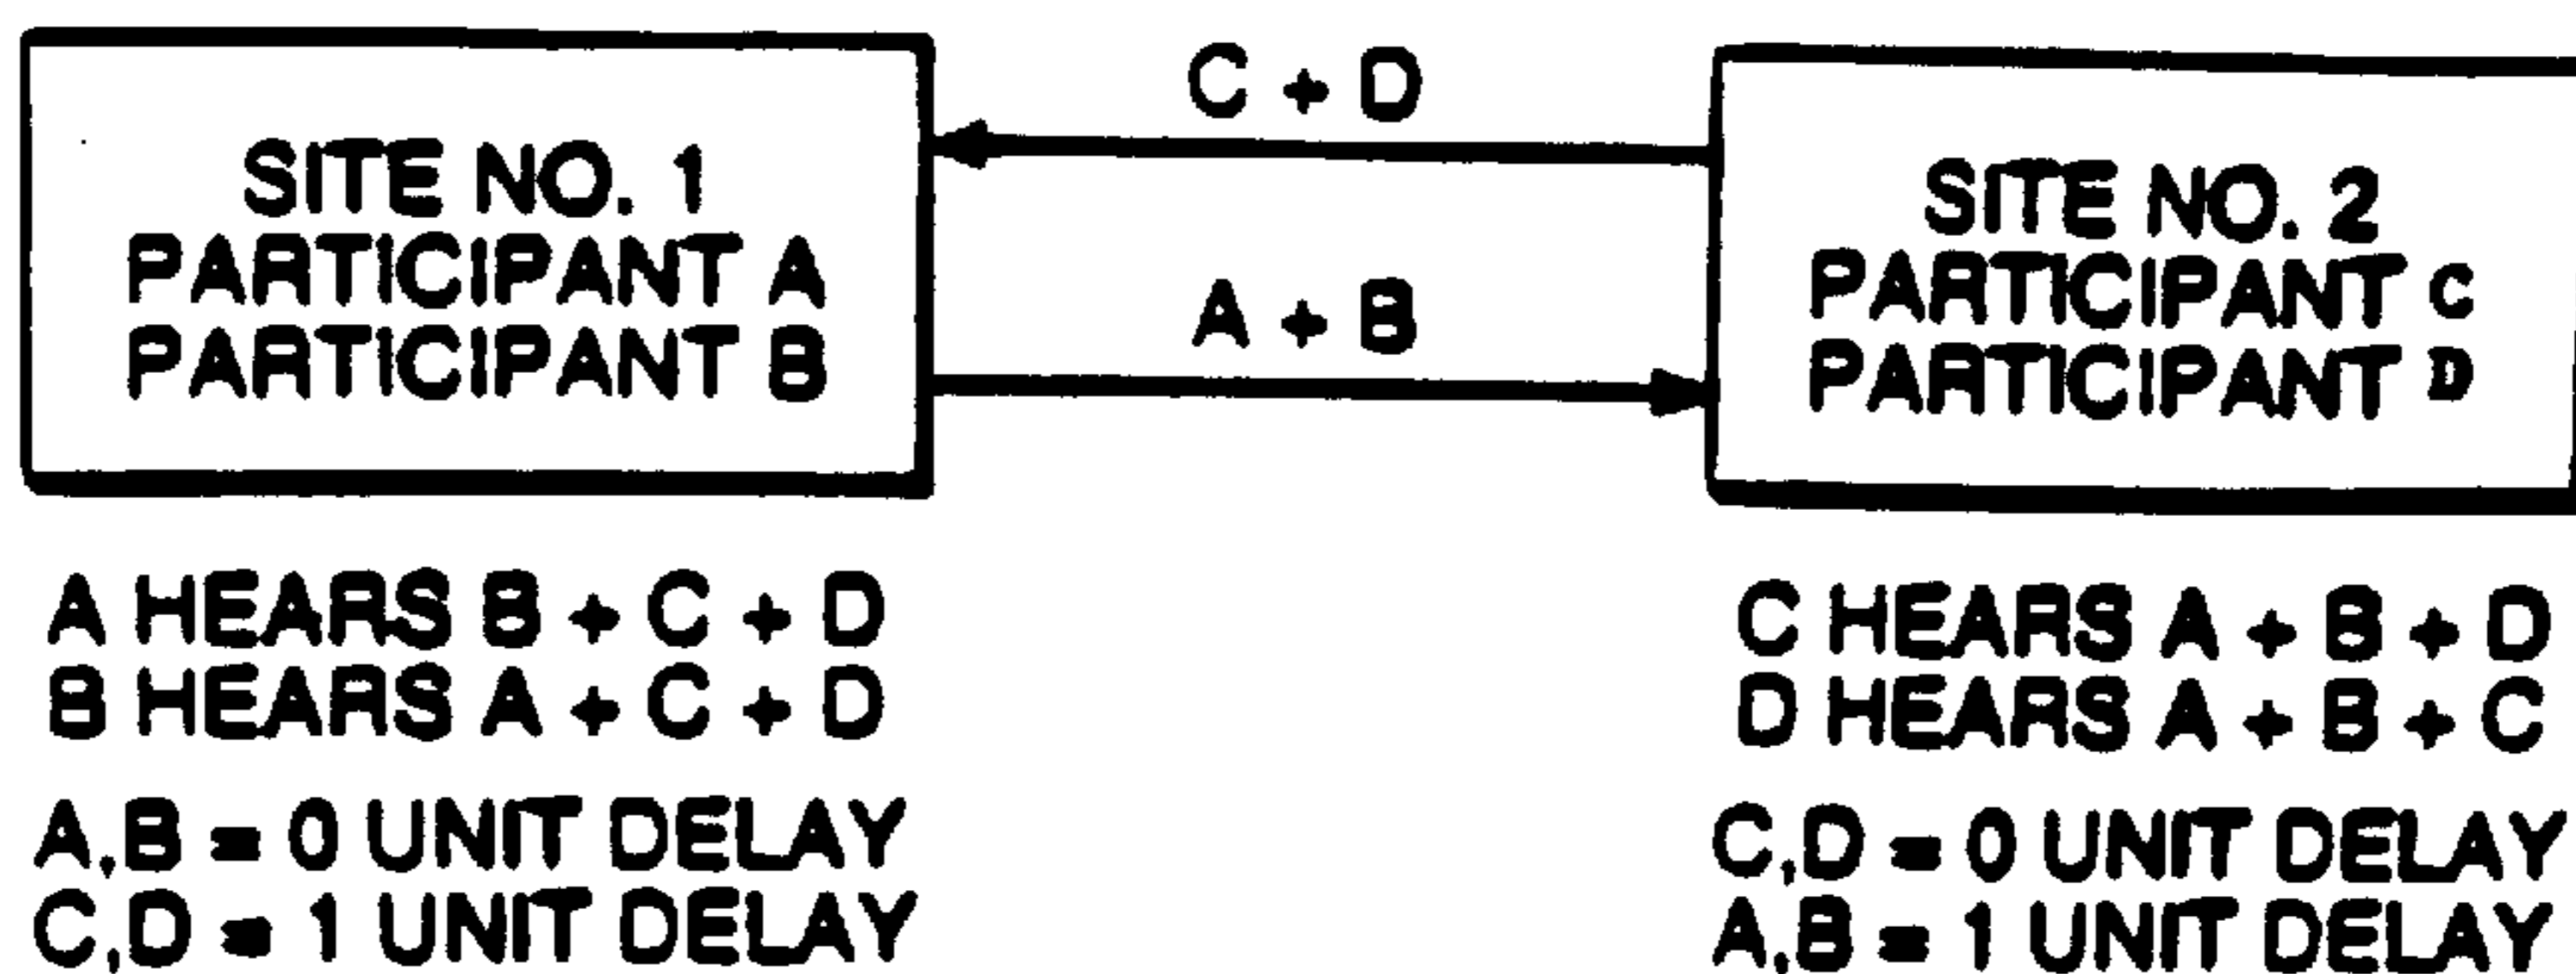 SITE NO. 1
PARTICIPANT A
PARTICIPANT B
C + D
A + B
SITE NO. 2
PARTICIPANT C
PARTICIPANT D
A HEARS B + C + D
B HEARS A + C + D
A,B = 0 UNIT DELAY
C,D = 1 UNIT DELAY
C HEARS A + B + D
D HEARS A + B + C
C,D = 0 UNIT DELAY
A,B = 1 UNIT DELAY